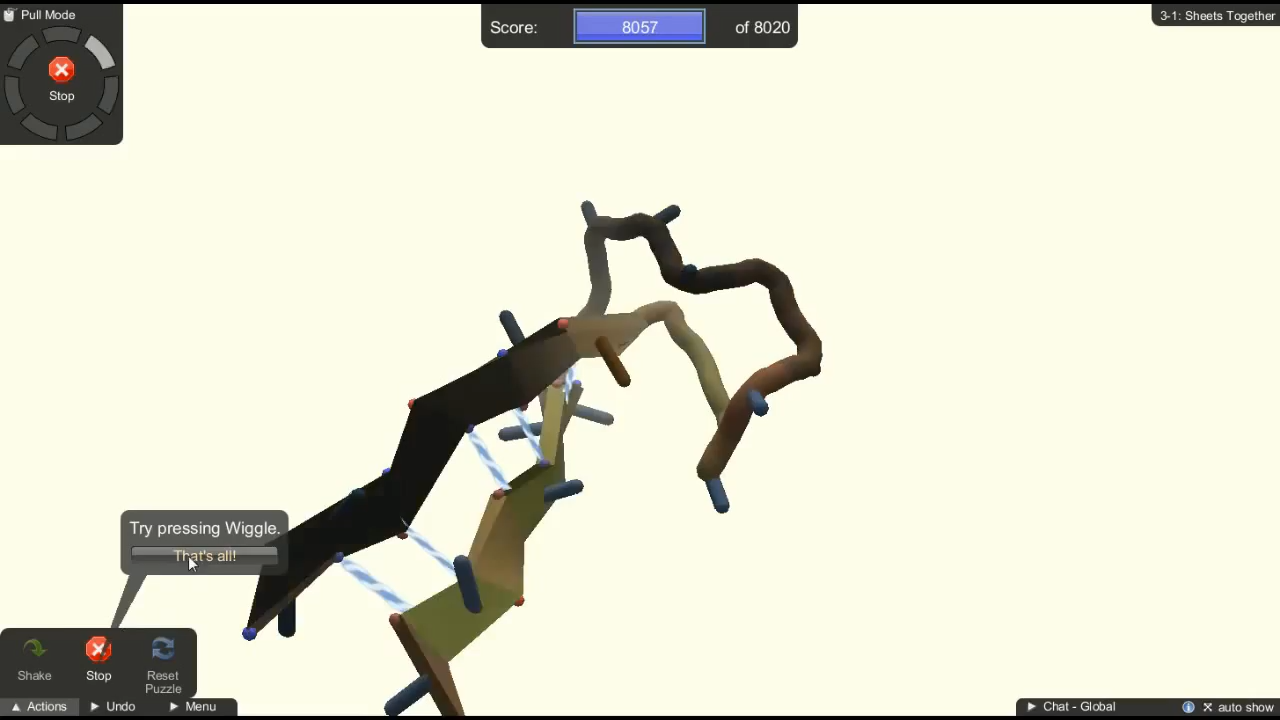 Pull Mode
Stop
Score:
8057
of 8020
3-1: Sheets Together
Try pressing Wiggle.
That's all!
Shake
Stop
Reset
Puzzle
Actions
Undo
Menu
Chat - Global
auto show